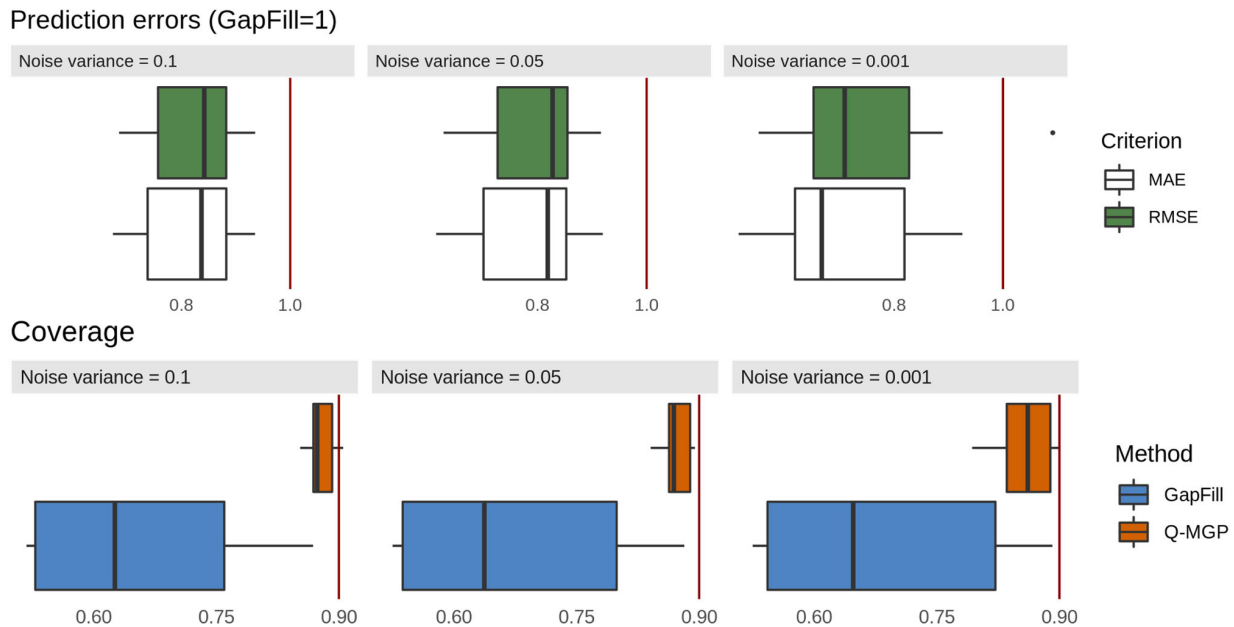 Prediction errors (GapFill=1)
Noise variance = 0.1
Noise variance = 0.05
Noise variance = 0.001
Criterion
MAE
RMSE
0.8
1.0
0.8
1.0
0.8
1.0
Coverage
Noise variance = 0.1
Noise variance = 0.05
Noise variance = 0.001
Method
GapFill
Q-MGP
0.60
0.75
0.90
0.60
0.75
0.90
0.60
0.75
0.90